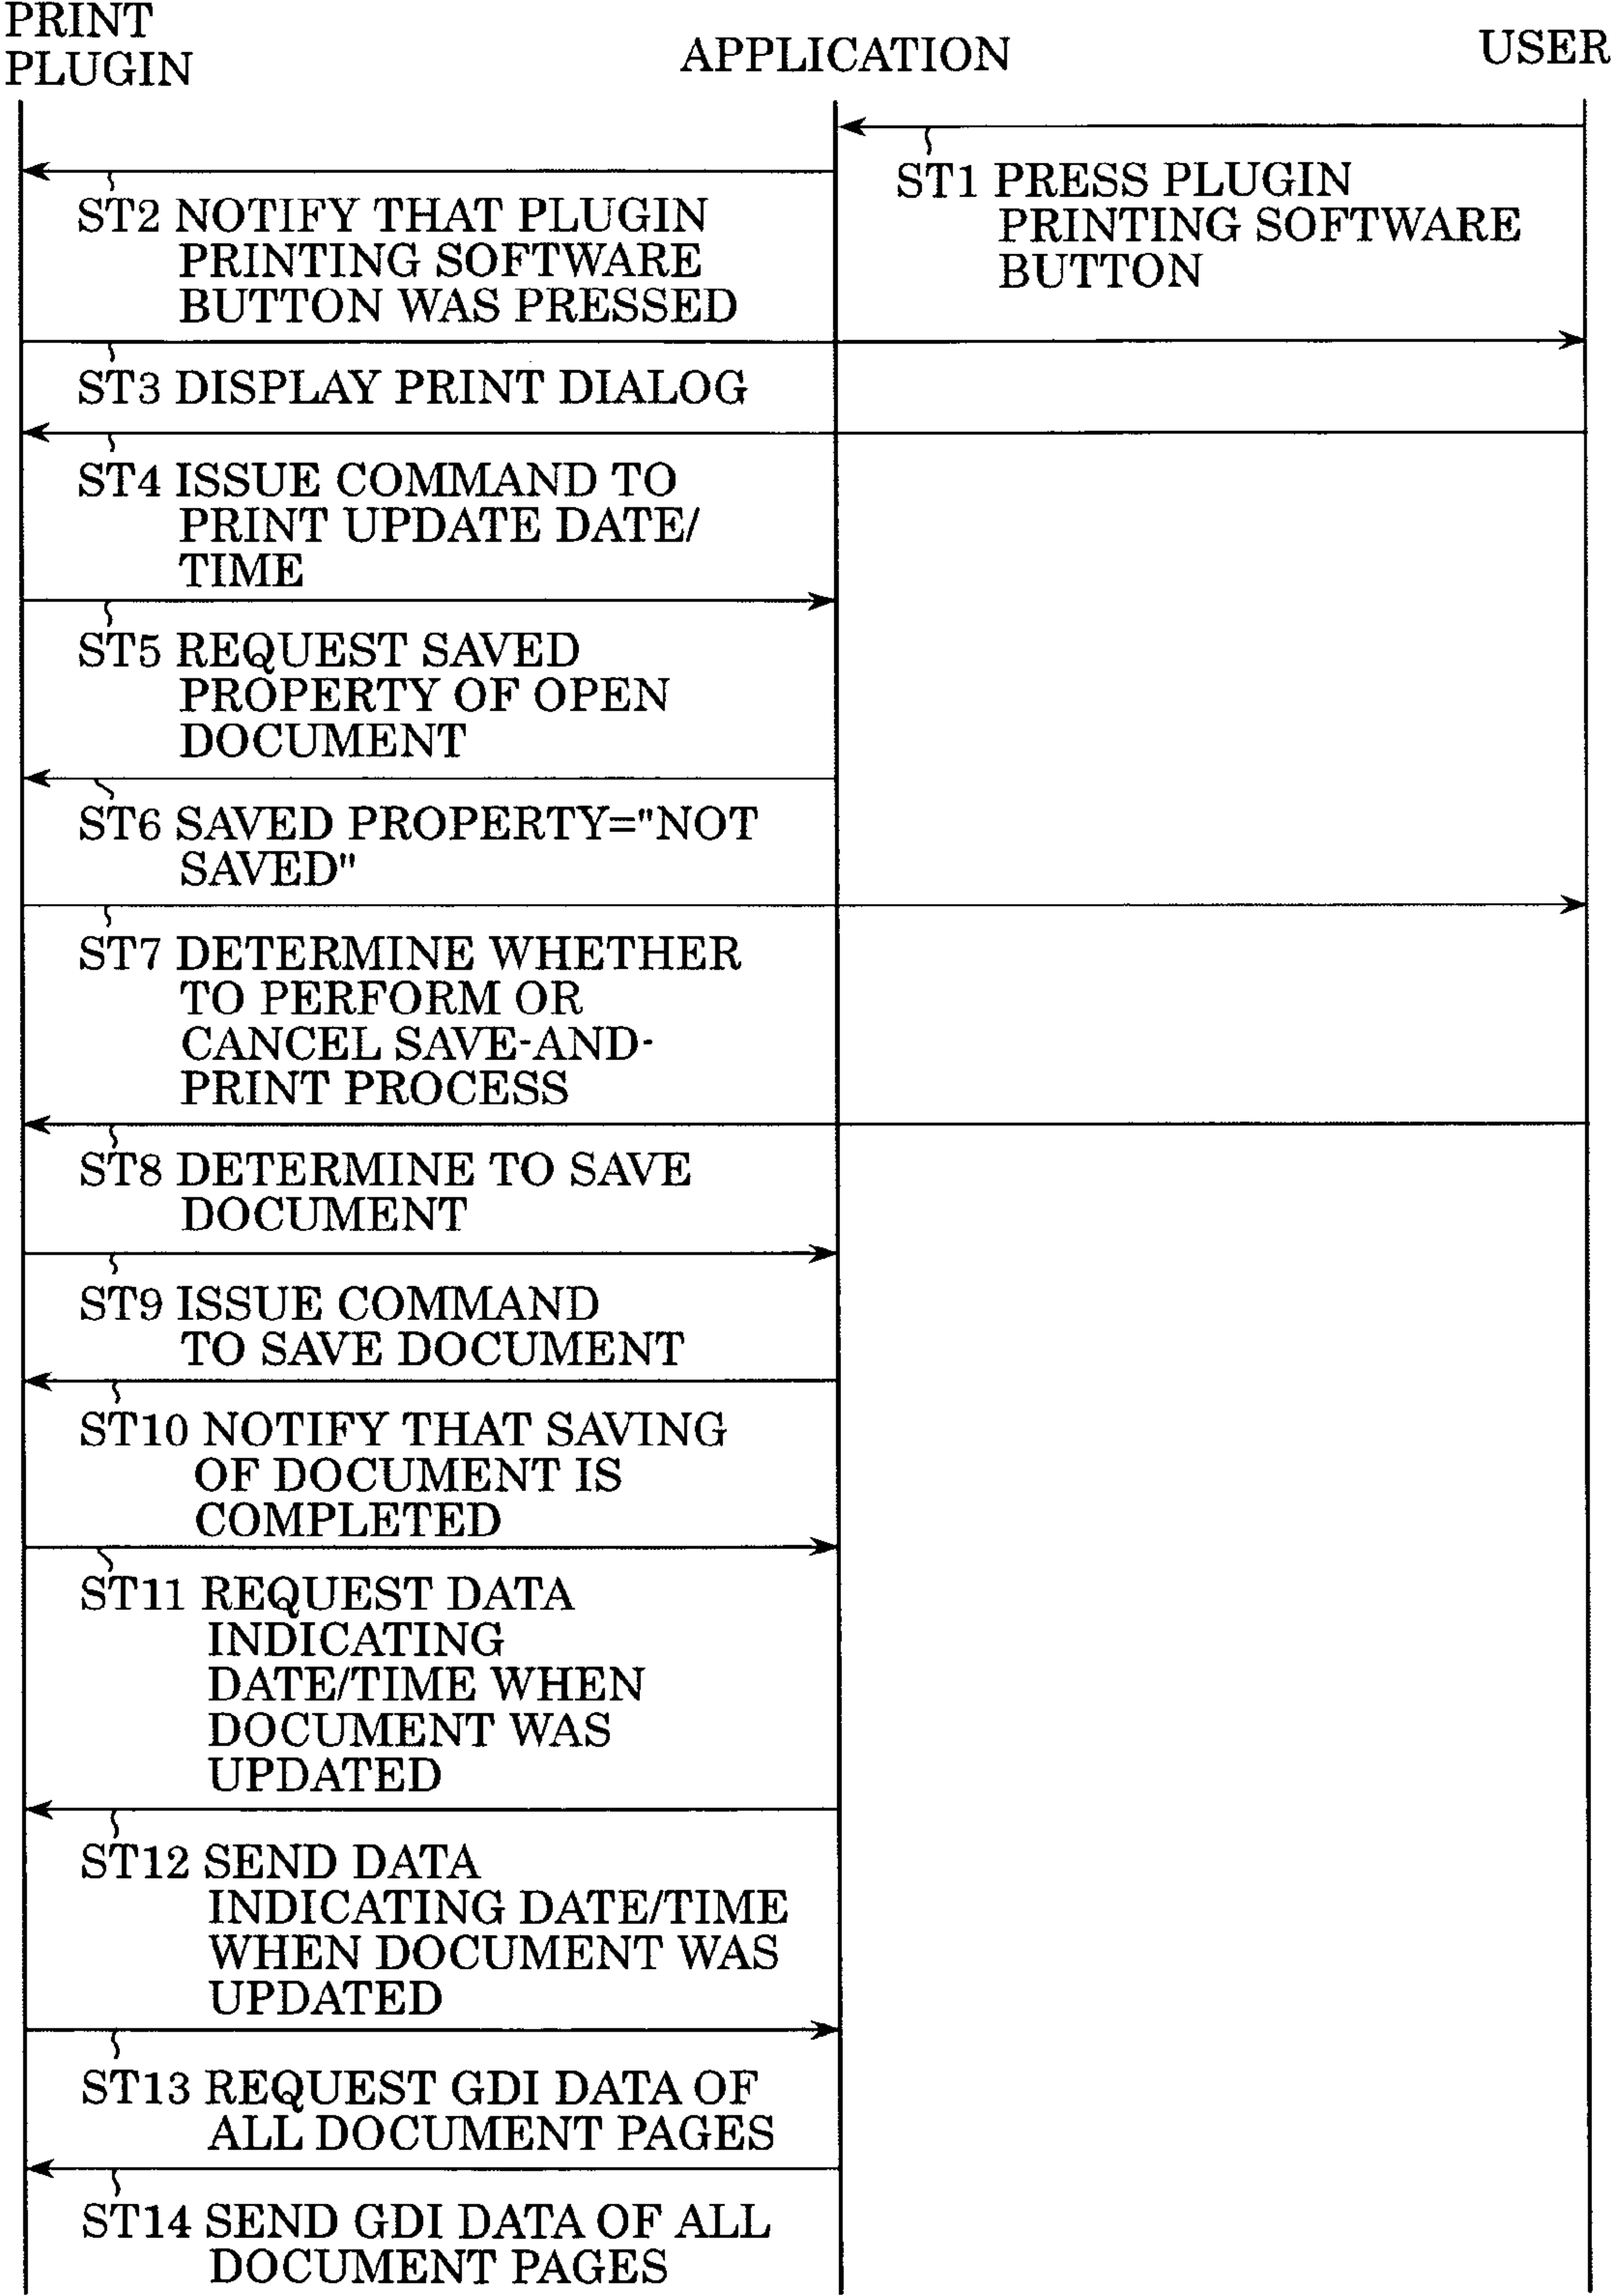 PRINT
PLUGIN
APPLICATION
USER
ST1 PRESS PLUGIN
PRINTING SOFTWARE
BUTTON
ST2 NOTIFY THAT PLUGIN
PRINTING SOFTWARE
BUTTON WAS PRESSED
ST3 DISPLAY PRINT DIALOG
ST4 ISSUE COMMAND TO
PRINT UPDATE DATE/
TIME
ST5 REQUEST SAVED
PROPERTY OF OPEN
DOCUMENT
ST6 SAVED PROPERTY="NOT
SAVED"
ST7 DETERMINE WHETHER
TO PERFORM OR
CANCEL SAVE-AND-
PRINT PROCESS
ST8 DETERMINE TO SAVE
DOCUMENT
ST9 ISSUE COMMAND
TO SAVE DOCUMENT
ST10 NOTIFY THAT SAVING
OF DOCUMENT IS
COMPLETED
ST11 REQUEST DATA
INDICATING
DATE/TIME WHEN
DOCUMENT WAS
UPDATED
ST12 SEND DATA
INDICATING DATE/TIME
WHEN DOCUMENT WAS
UPDATED
ST13 REQUEST GDI DATA OF
ALL DOCUMENT PAGES
ST14 SEND GDI DATA OF ALL
DOCUMENT PAGES